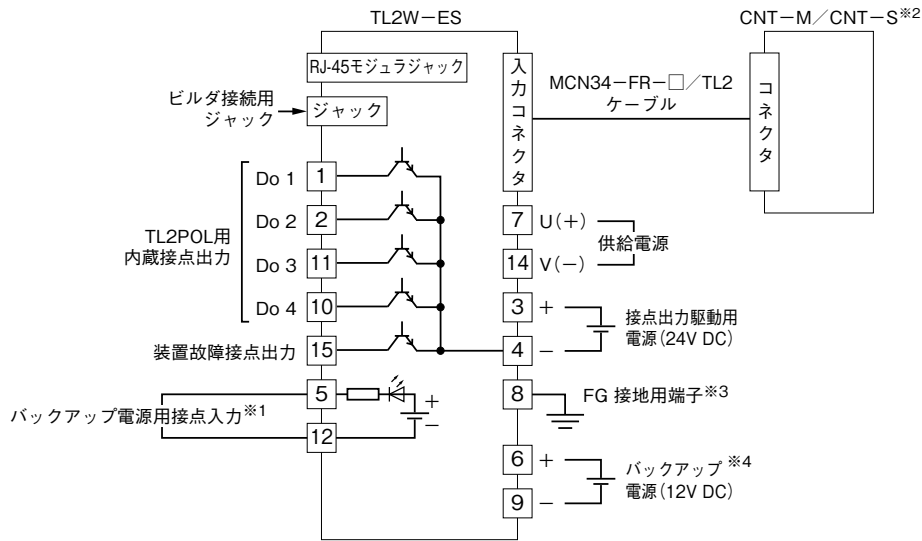 TL2W－ES
CNT－M／CNT－S※2
RJ-45モジュラジャック
ビルダ接続用
ジャック
ジャック
入力コネクタ
MCN34－FR－□／TL2
ケーブル
コネクタ
TL2POL用
内蔵接点出力
Do 1
1
Do 2
2
Do 3
11
Do 4
10
装置故障接点出力
15
バックアップ電源用接点入力※1
5
12
+
−
7
U(+)
14
V(−)
供給電源
3
+
4
−
接点出力駆動用
電源(24V DC)
8
FG 接地用端子※3
6
+
9
−
バックアップ ※4
電源(12V DC)